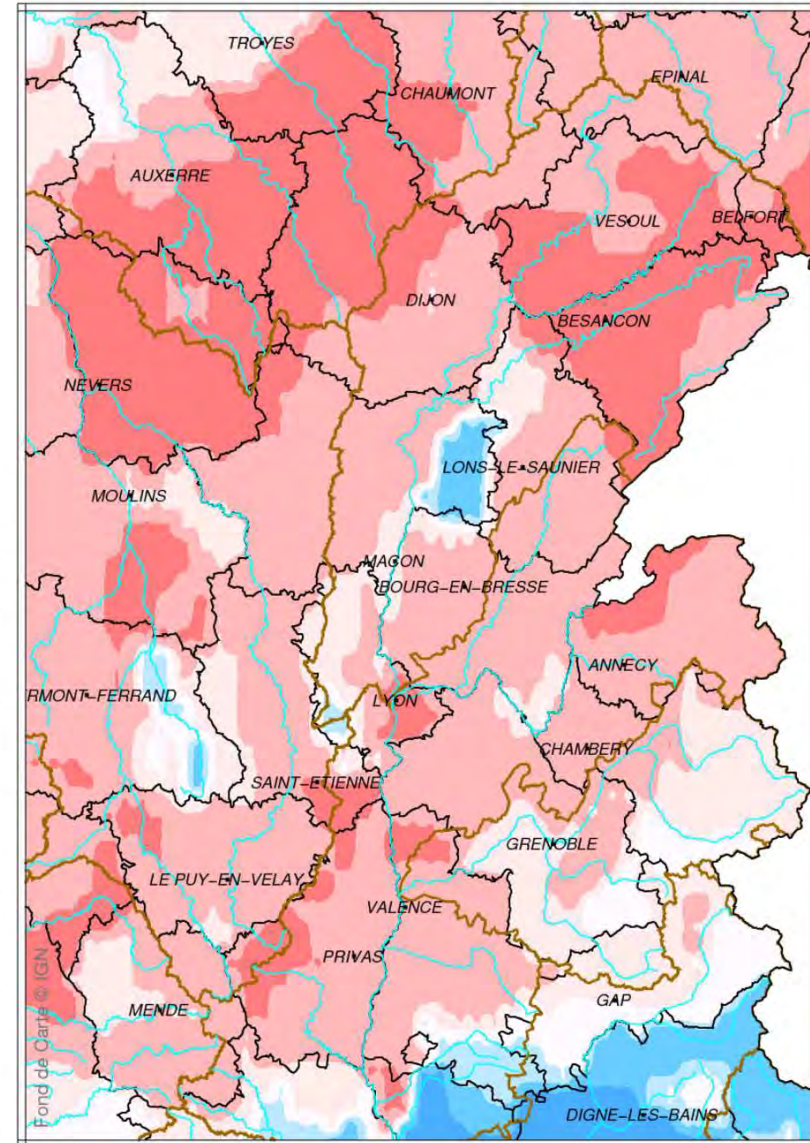 TROYES
CHAUMONT
EPINAL
AUXERRE
VESOUL
BELFORT
DIJON
BESANCON
NEVERS
LONS-LE-SAUNIER
MOULINS
MACON
BOURG-EN-BRESSE
ANNECY
RMONT-FERRAND
LYON
CHAMBERY
SAINT-ETIENNE
GRENOBLE
LE PUY-EN-VELAY
VALENCE
PRIVAS
GAP
MENDE
DIGNE-LES-BAINS
Fond de Carte © IGN